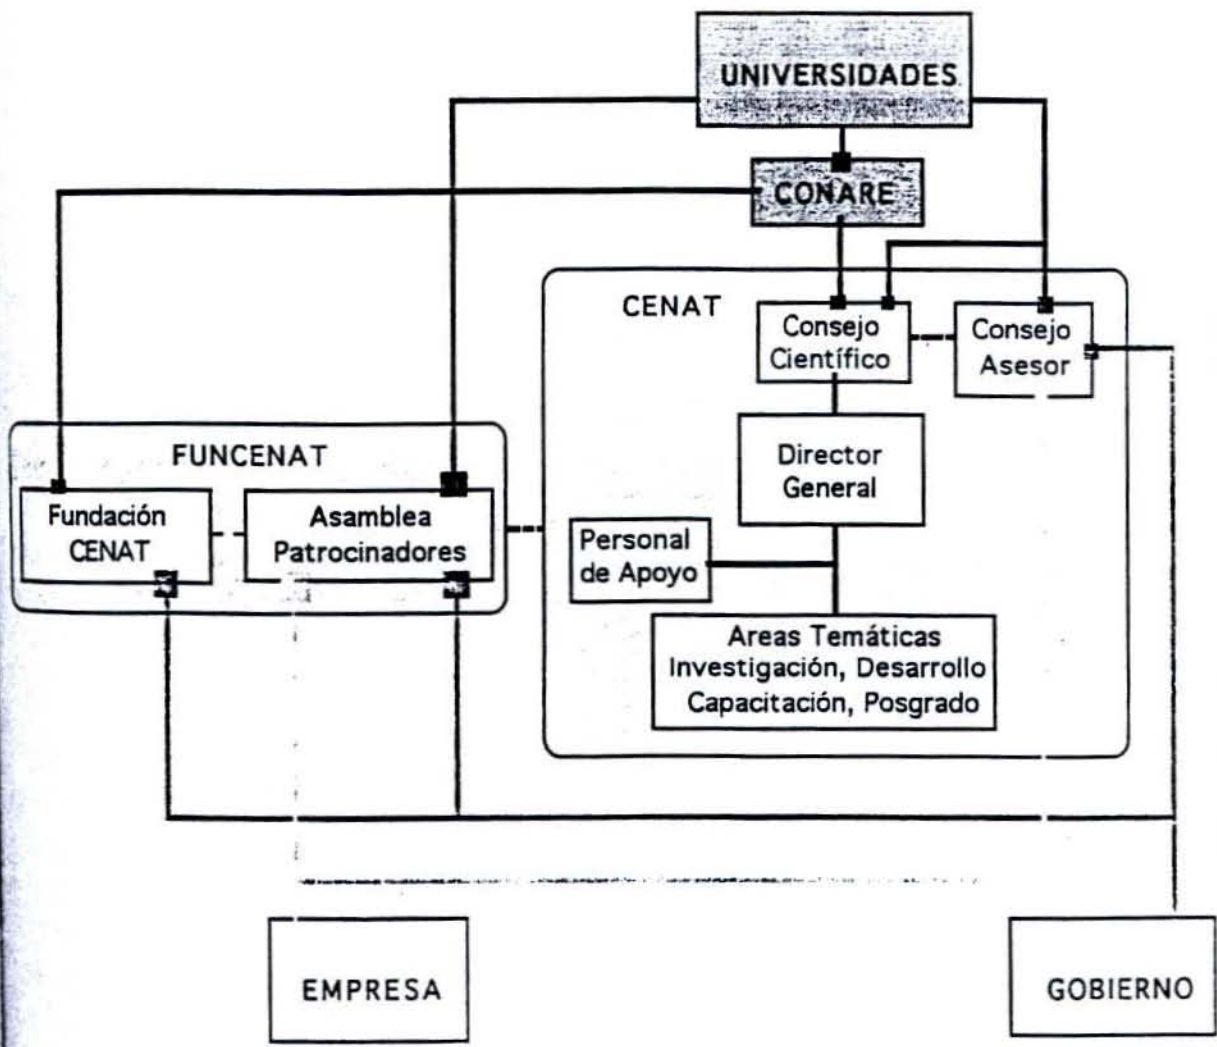 UNIVERSIDADES
CONARE
CENAT
Consejo
Científico
Consejo
Asesor
Director
General
Personal
de Apoyo
Areas Temáticas
Investigación, Desarrollo
Capacitación, Posgrado
FUNCENAT
Fundación
CENAT
Asamblea
Patrocinadores
EMPRESA
GOBIERNO